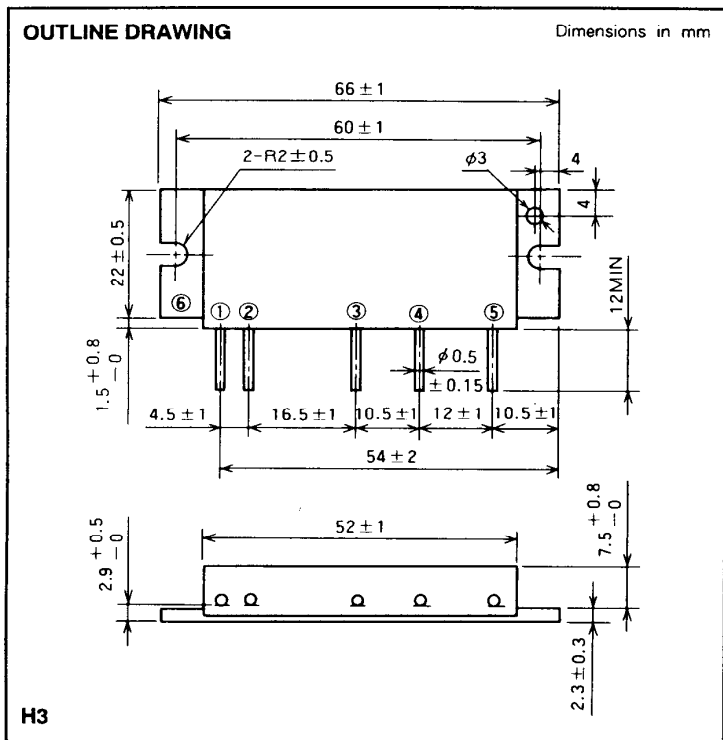 OUTLINE DRAWING
Dimensions in mm
66±1
60±1
2-R2±0.5
φ3
4
4
22±0.5
12MIN
⑥
①
②
③
④
⑤
φ0.5
±0.15
1.5 +0.8 −0
4.5±1
16.5±1
10.5±1
12±1
10.5±1
54±2
52±1
2.9 +0.5 −0
7.5 +0.8 −0
2.3±0.3
H3